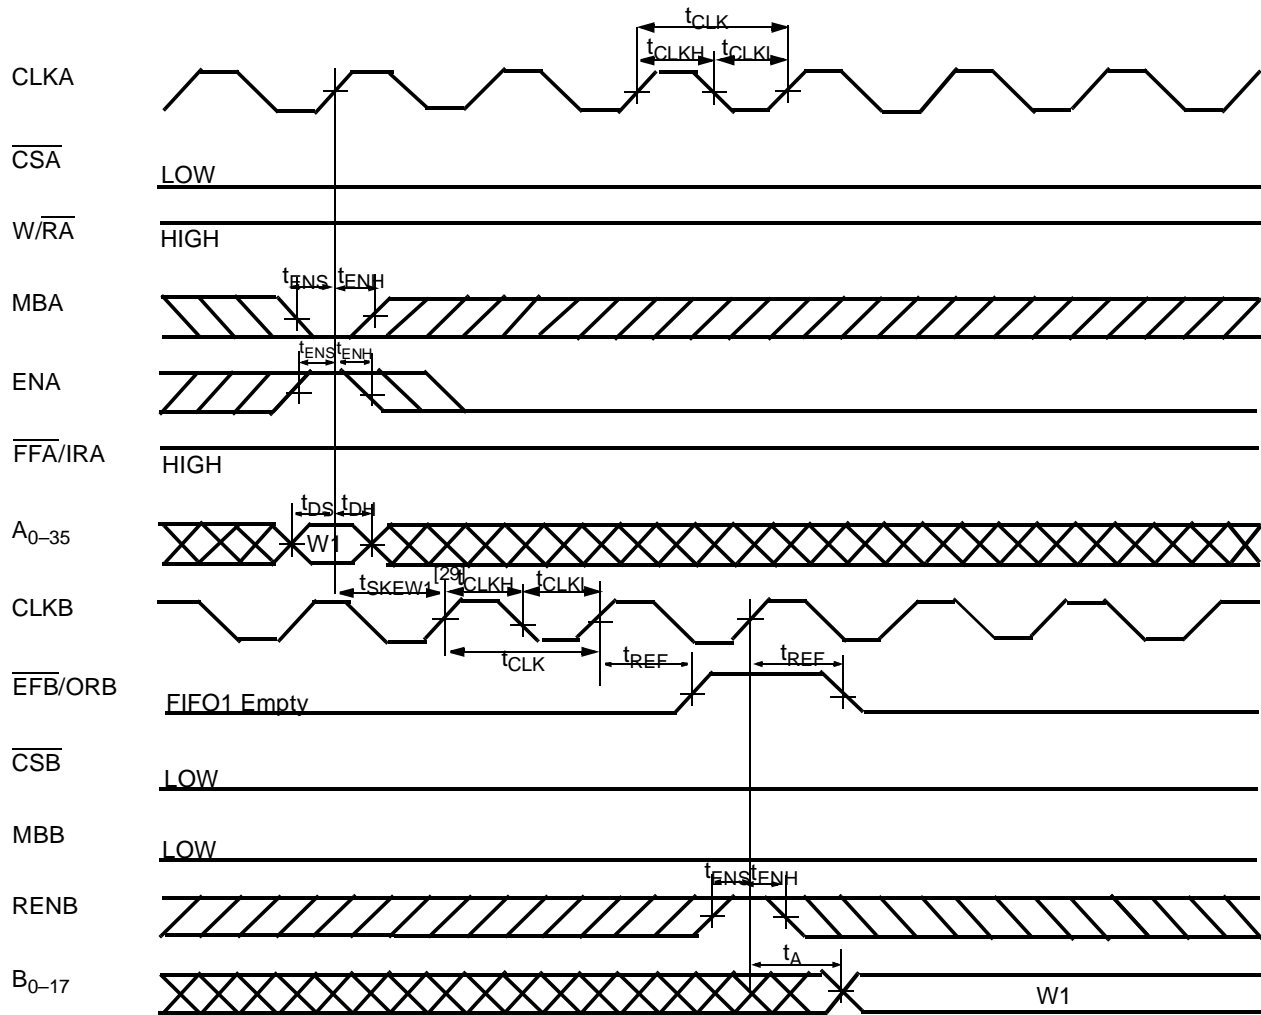 tCLK
tCLKH tCLKL
CLKA
CSA
LOW
W/RA
HIGH
tENS tENH
MBA
tENS tENH
ENA
FFA/IRA
HIGH
tDS tDH
A0–35
W1
tSKEW1[29] tCLKH tCLKL
CLKB
tCLK tREF tREF
EFB/ORB
FIFO1 Empty
CSB
LOW
MBB
LOW
tENS tENH
RENB
tA
B0–17
W1